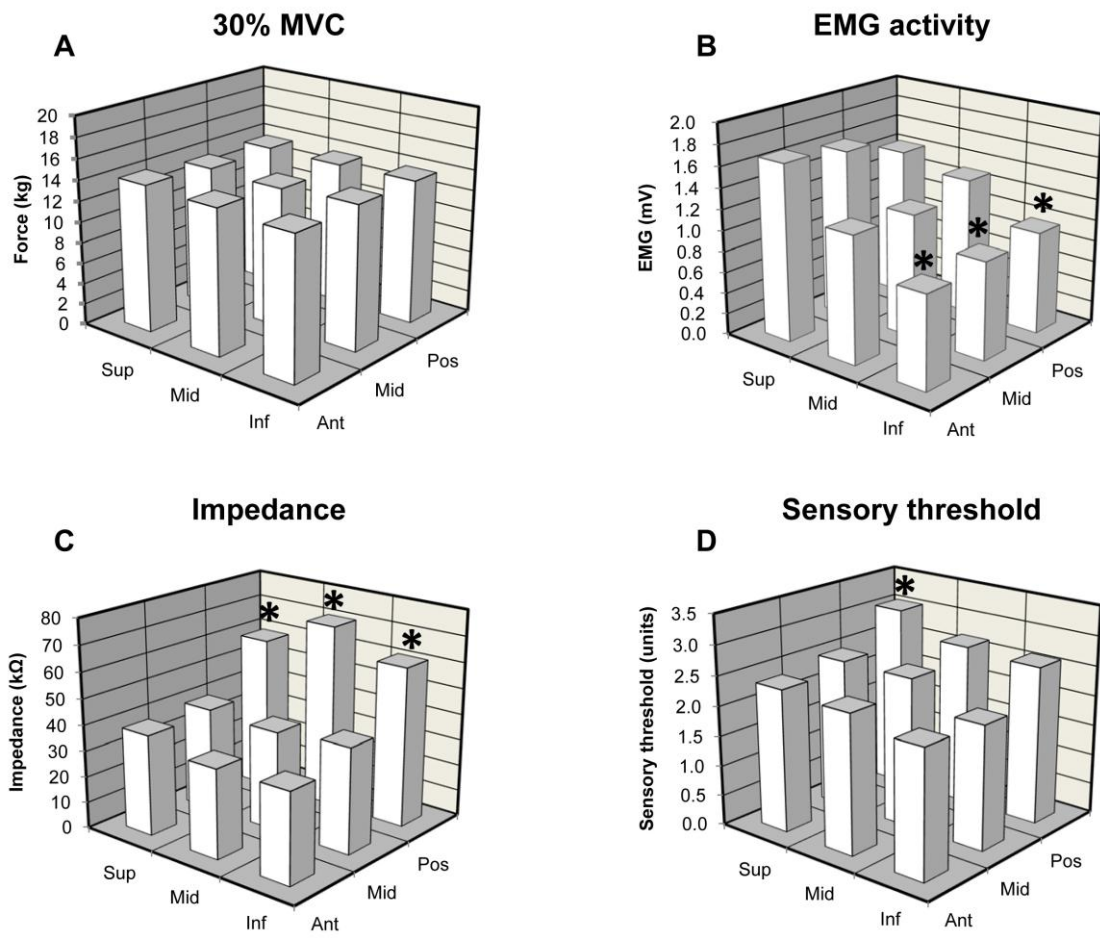 30% MVC
A
Force (kg)
20
18
16
14
12
10
8
6
4
2
0
Sup
Mid
Inf
Ant
Mid
Pos
EMG activity
B
EMG (mV)
2.0
1.8
1.6
1.4
1.2
1.0
0.8
0.6
0.4
0.2
0.0
*
*
*
Sup
Mid
Inf
Ant
Mid
Pos
Impedance
C
Impedance (kΩ)
80
70
60
50
40
30
20
10
0
*
*
*
Sup
Mid
Inf
Ant
Mid
Pos
Sensory threshold
D
Sensory threshold (units)
3.5
3.0
2.5
2.0
1.5
1.0
0.5
0.0
*
Sup
Mid
Inf
Ant
Mid
Pos